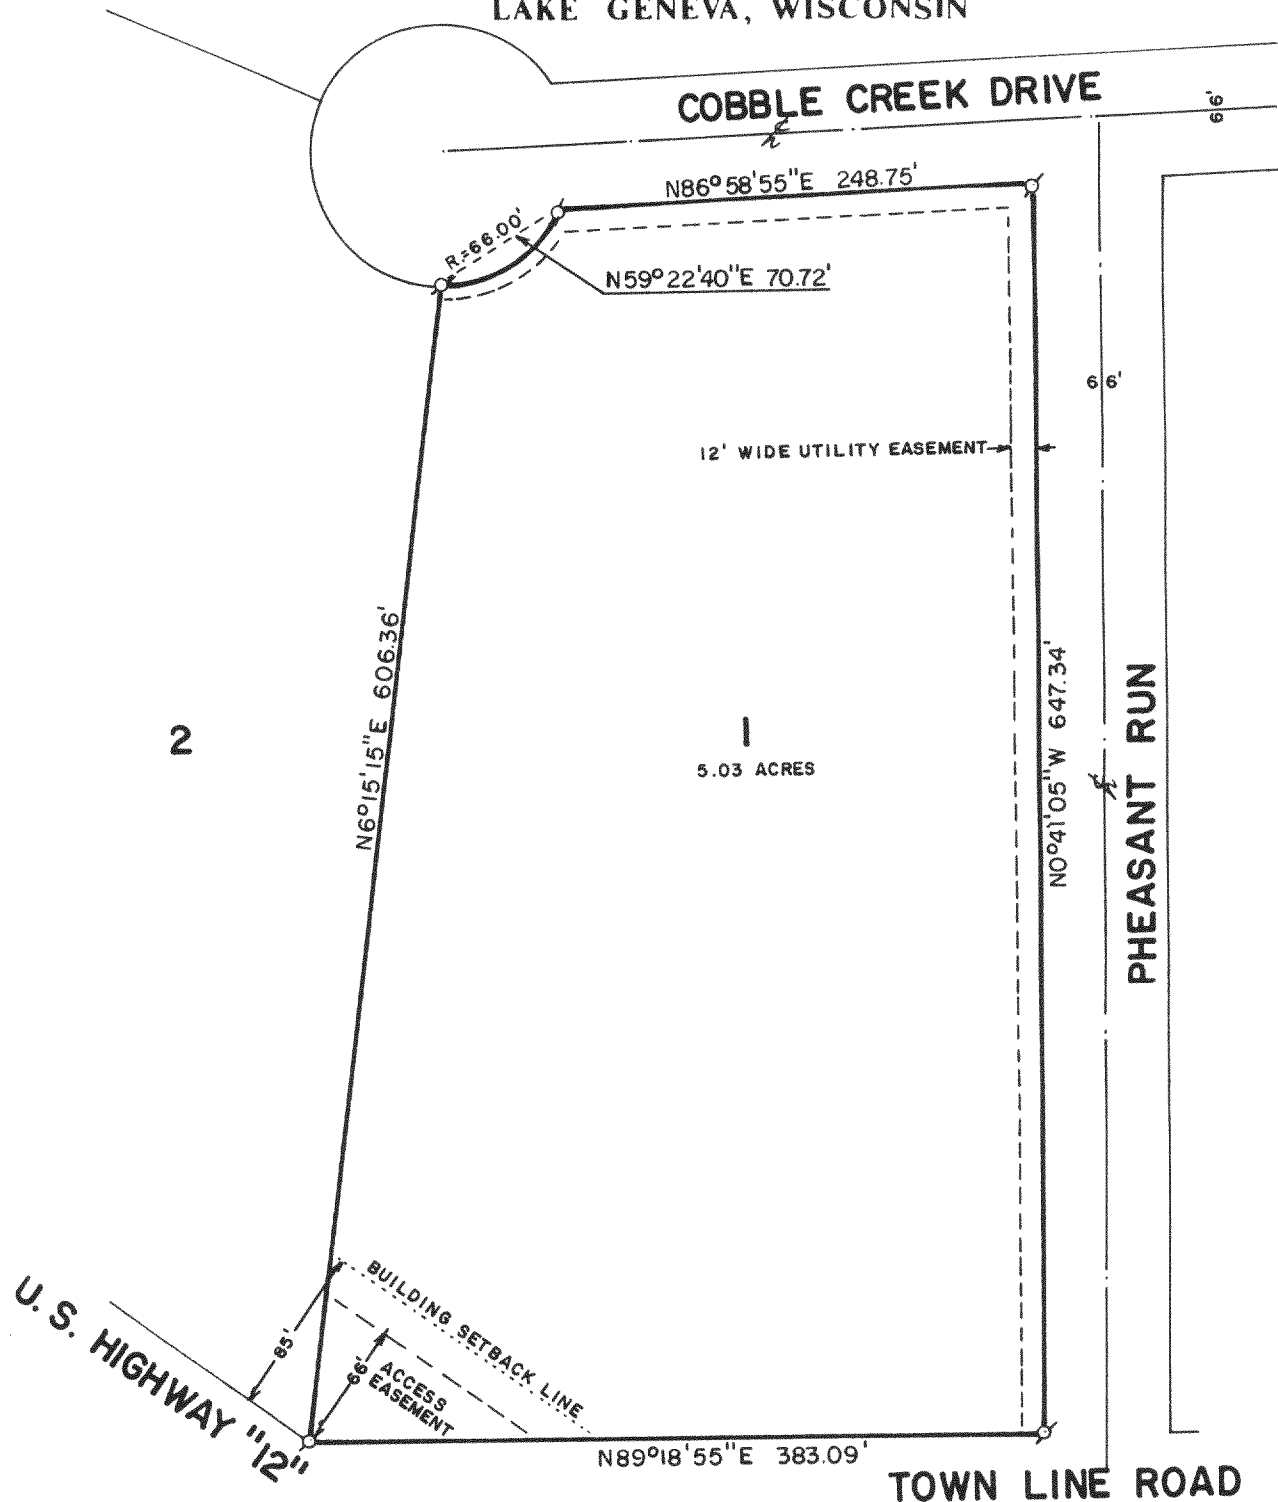 LAKE GENEVA, WISCONSIN
COBBLE CREEK DRIVE
66'
N86°58'55"E 248.75'
R.=66.00'
N59°22'40"E 70.72'
66'
12' WIDE UTILITY EASEMENT
N6°15'15"E 606.36'
N0°41'05"W 647.34'
PHEASANT RUN
2
1
5.03 ACRES
BUILDING SETBACK LINE
85'
66'
ACCESS
EASEMENT
U. S. HIGHWAY "12"
N89°18'55"E 383.09'
TOWN LINE ROAD